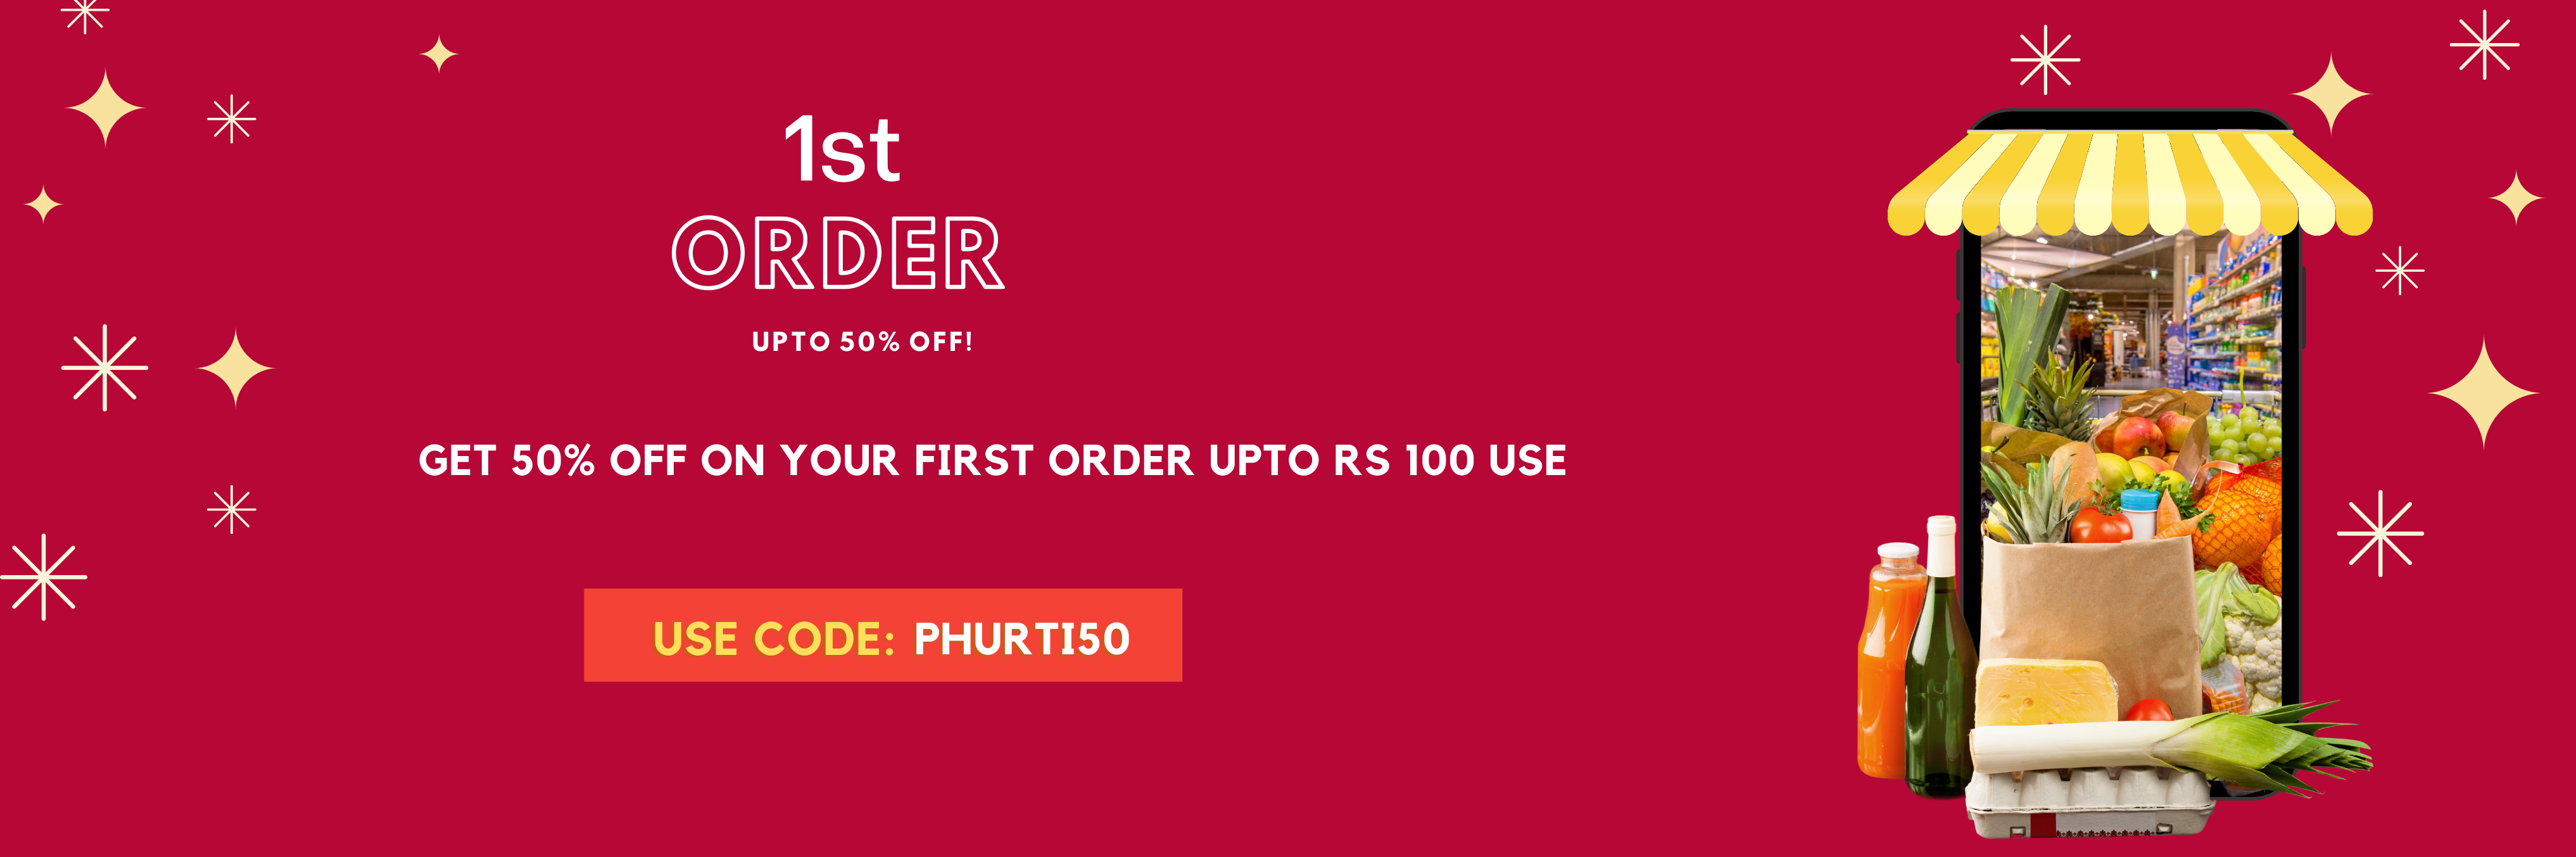 1st
ORDER
UPTO 50% OFF!
GET 50% OFF ON YOUR FIRST ORDER UPTO RS 100 USE
USE CODE: PHURTI50